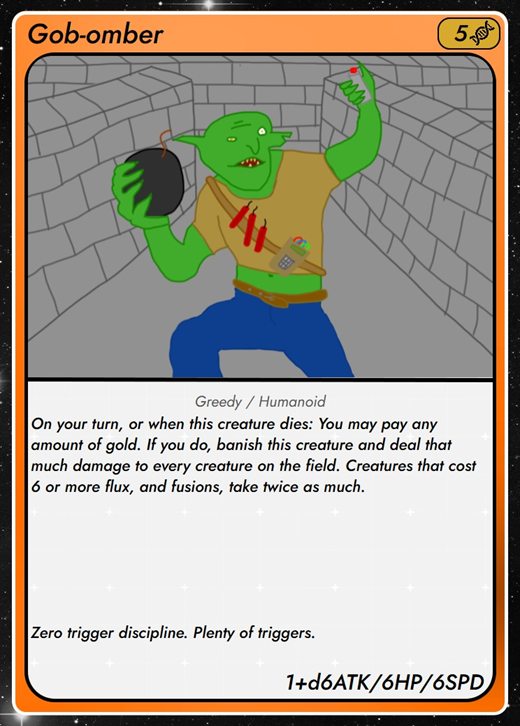 Gob-omber
5
Greedy / Humanoid
On your turn, or when this creature dies: You may pay any
amount of gold. If you do, banish this creature and deal that
much damage to every creature on the field. Creatures that cost
6 or more flux, and fusions, take twice as much.
Zero trigger discipline. Plenty of triggers.
1+d6ATK/6HP/6SPD